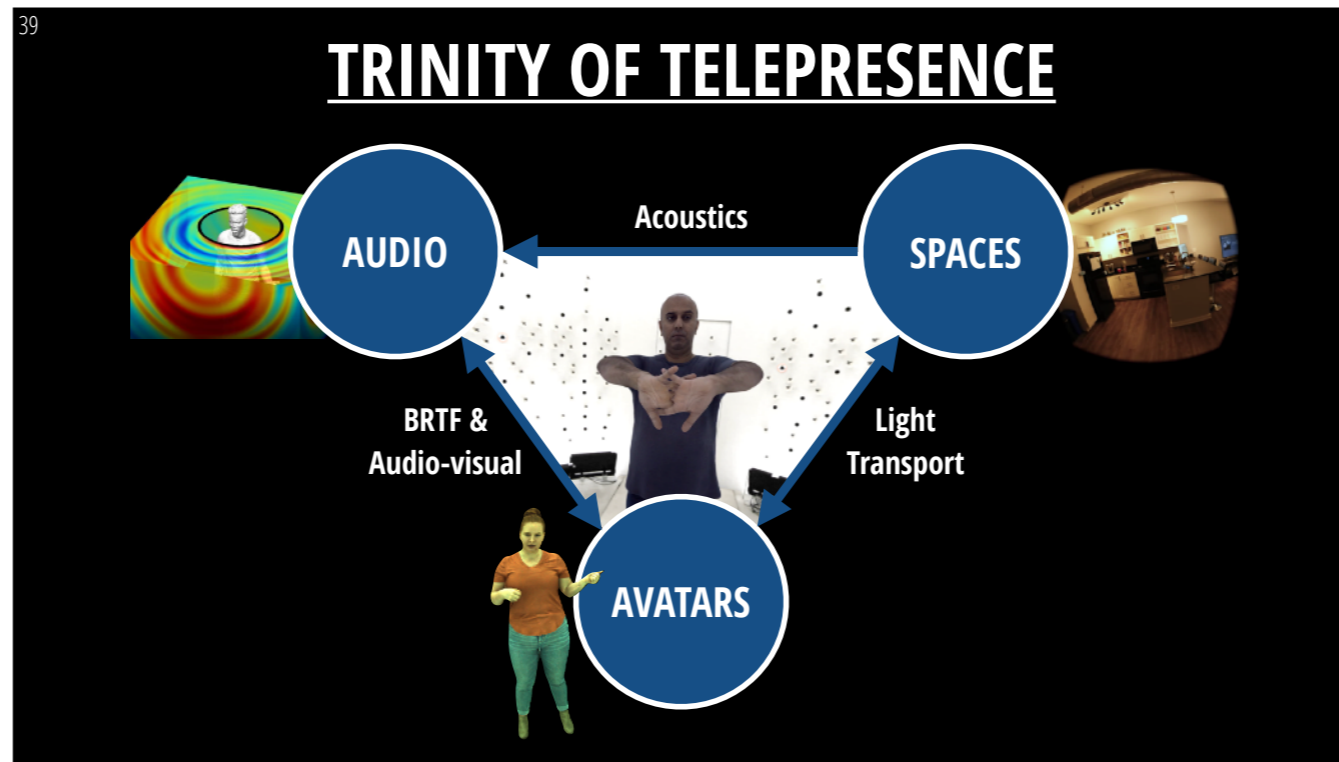 39
TRINITY OF TELEPRESENCE
Acoustics
AUDIO
SPACES
BRTF &
Audio-visual
Light
Transport
AVATARS